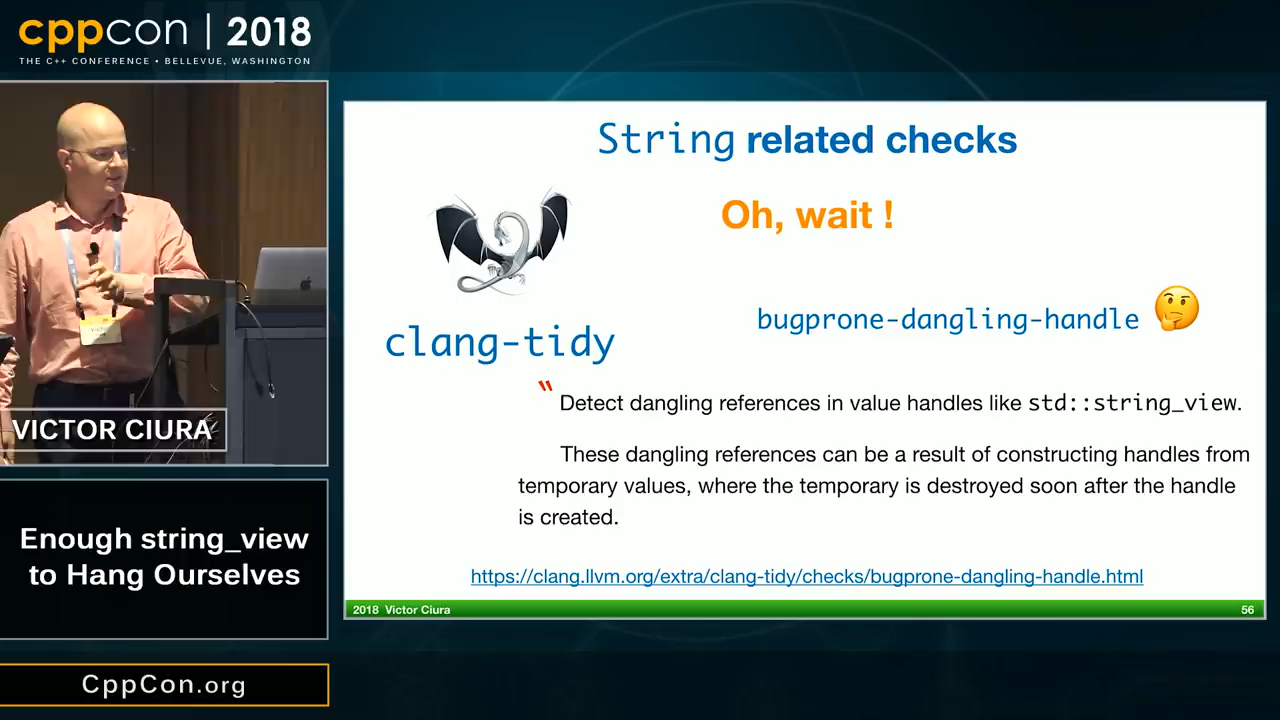 cppcon | 2018
THE C++ CONFERENCE • BELLEVUE, WASHINGTON
VICTOR CIURA
Enough string_view
to Hang Ourselves
CppCon.org
String related checks
Oh, wait !
bugprone-dangling-handle
clang-tidy
" Detect dangling references in value handles like std::string_view.
These dangling references can be a result of constructing handles from
temporary values, where the temporary is destroyed soon after the handle
is created.
https://clang.llvm.org/extra/clang-tidy/checks/bugprone-dangling-handle.html
2018 Victor Ciura
56